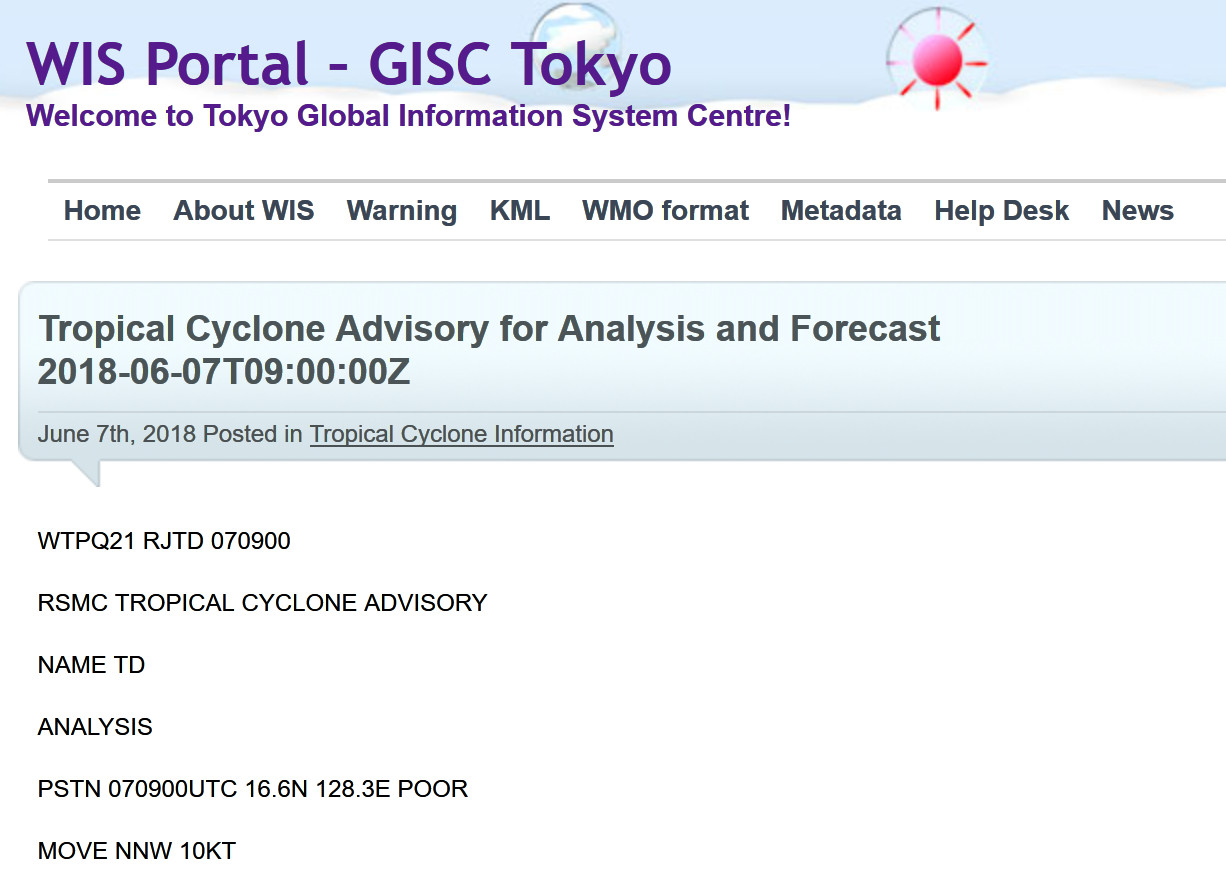 WIS Portal – GISC Tokyo
Welcome to Tokyo Global Information System Centre!
Home About WIS Warning KML WMO format Metadata Help Desk News
Tropical Cyclone Advisory for Analysis and Forecast
2018-06-07T09:00:00Z
June 7th, 2018 Posted in Tropical Cyclone Information
WTPQ21 RJTD 070900
RSMC TROPICAL CYCLONE ADVISORY
NAME TD
ANALYSIS
PSTN 070900UTC 16.6N 128.3E POOR
MOVE NNW 10KT